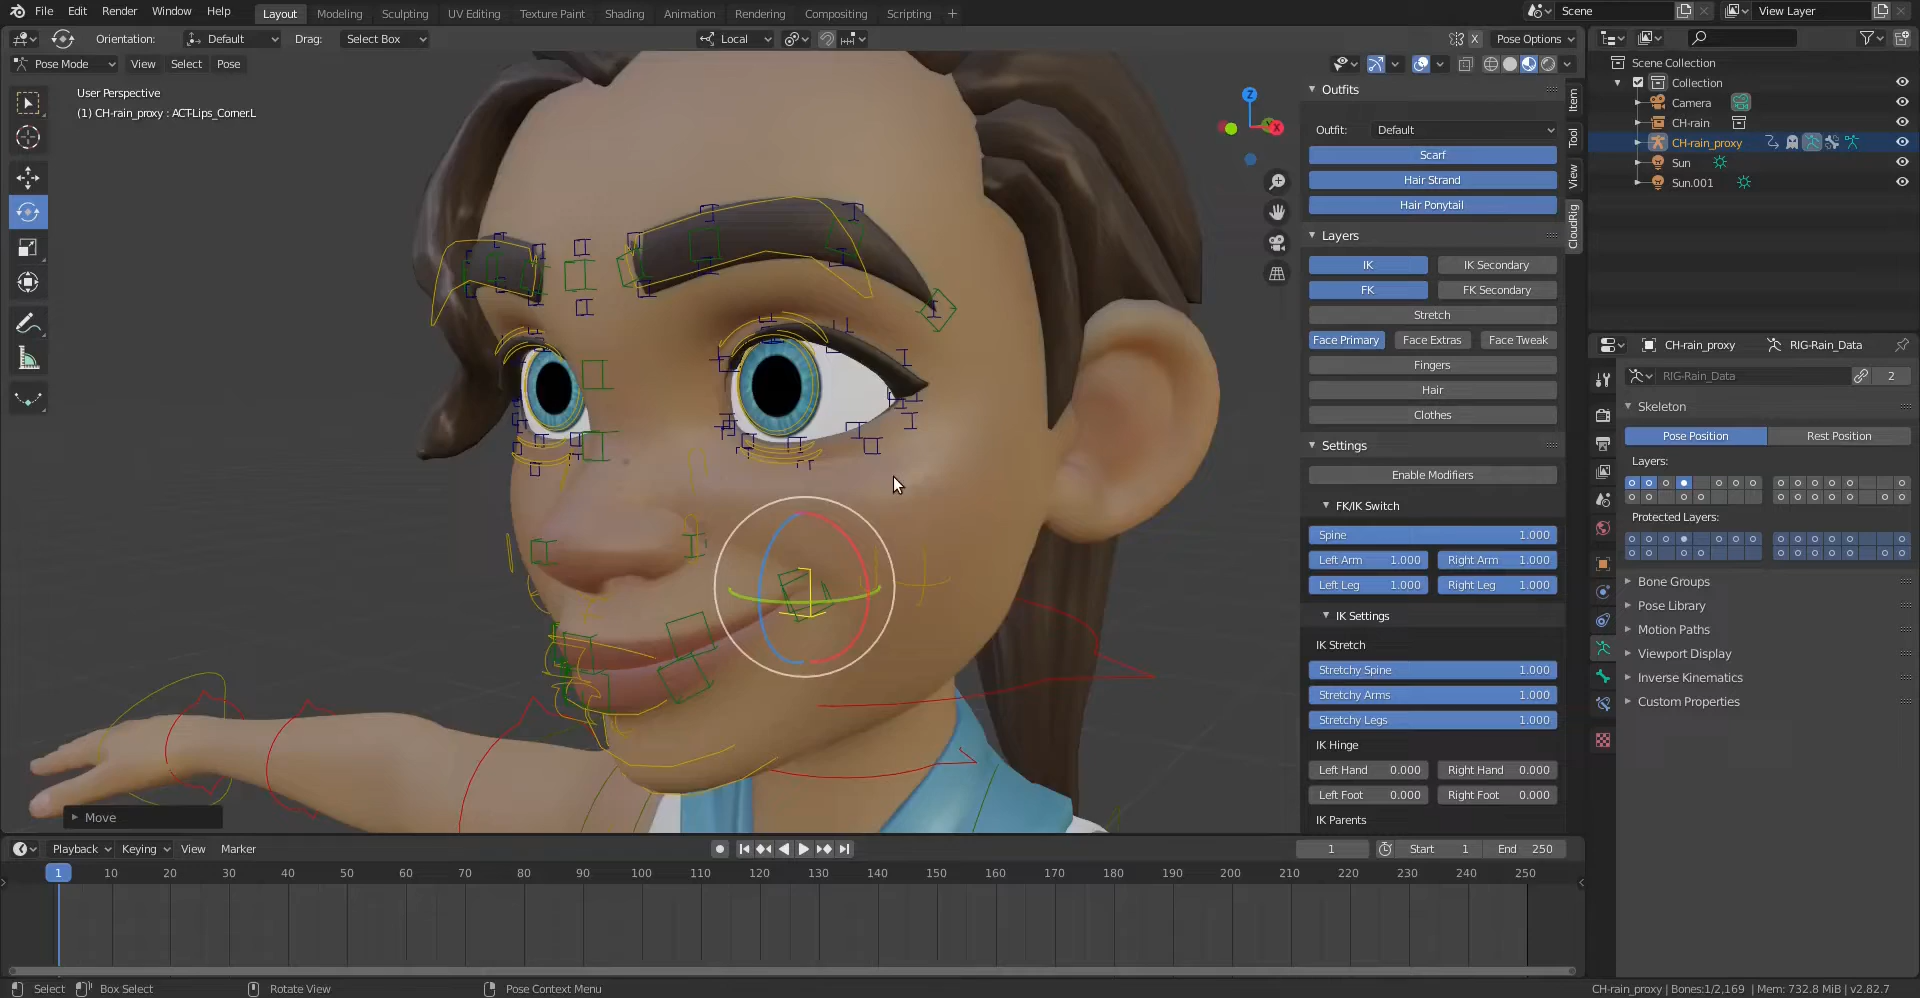 File Edit Render Window Help Layout Modeling Sculpting UV Editing Texture Paint Shading Animation Rendering Compositing Scripting + Scene View Layer
Orientation: Default Drag: Select Box Local X Pose Options
Pose Mode View Select Pose
User Perspective
(1) CH-rain_proxy : ACT-Lips_Corner.L
Z
Y
X
Item
Tool
View
CloudRig
Outfits
Outfit: Default
Scarf
Hair Strand
Hair Ponytail
Layers
IK IK Secondary
FK FK Secondary
Stretch
Face Primary Face Extras Face Tweak
Fingers
Hair
Clothes
Settings
Enable Modifiers
FK/IK Switch
Spine 1.000
Left Arm 1.000 Right Arm 1.000
Left Leg 1.000 Right Leg 1.000
IK Settings
IK Stretch
Stretchy Spine 1.000
Stretchy Arms 1.000
Stretchy Legs 1.000
IK Hinge
Left Hand 0.000 Right Hand 0.000
Left Foot 0.000 Right Foot 0.000
IK Parents
Scene Collection
Collection
Camera
CH-rain
CH-rain_proxy
Sun
Sun.001
CH-rain_proxy RIG-Rain_Data
RIG-Rain_Data 2
Skeleton
Pose Position Rest Position
Layers:
Protected Layers:
Bone Groups
Pose Library
Motion Paths
Viewport Display
Inverse Kinematics
Custom Properties
Move
Playback Keying View Marker 1 Start 1 End 250
1 10 20 30 40 50 60 70 80 90 100 110 120 130 140 150 160 170 180 190 200 210 220 230 240 250
Select Box Select Rotate View Pose Context Menu CH-rain_proxy | Bones:1/2,169 | Mem: 732.8 MiB | v2.82.7